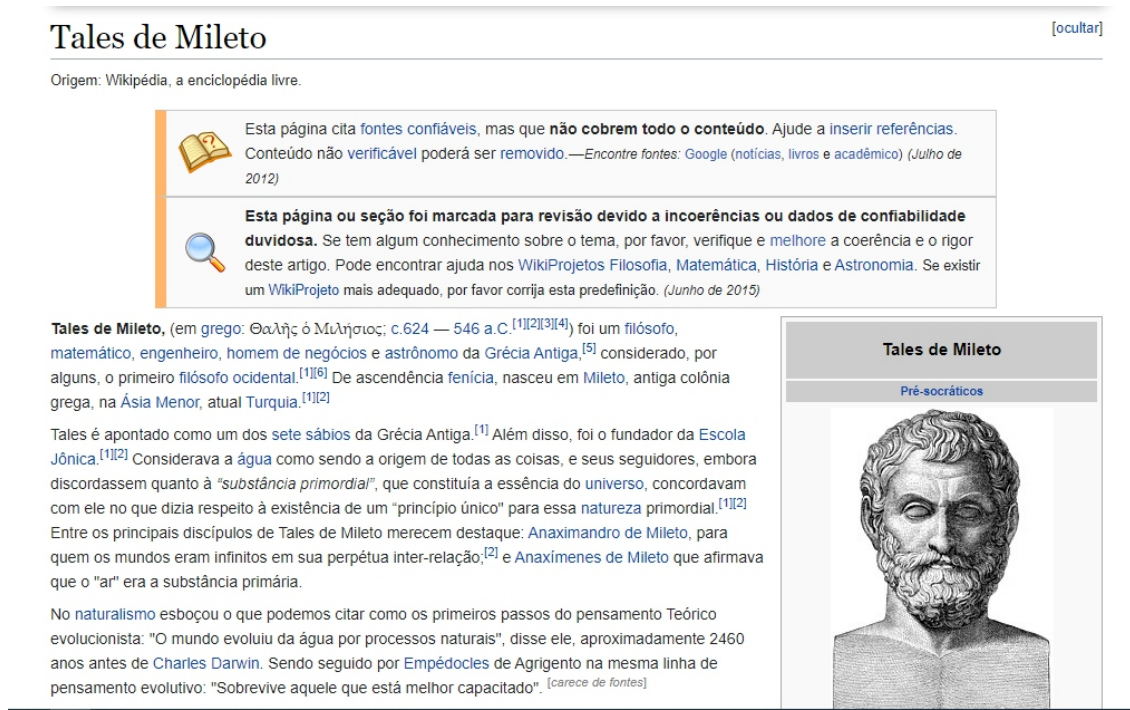 Tales de Mileto
[ocultar]
Origem: Wikipédia, a enciclopédia livre.
Esta página cita fontes confiáveis, mas que não cobrem todo o conteúdo. Ajude a inserir referências.
Conteúdo não verificável poderá ser removido.—Encontre fontes: Google (notícias, livros e acadêmico) (Julho de
2012)
Esta página ou seção foi marcada para revisão devido a incoerências ou dados de confiabilidade
duvidosa. Se tem algum conhecimento sobre o tema, por favor, verifique e melhore a coerência e o rigor
deste artigo. Pode encontrar ajuda nos WikiProjetos Filosofia, Matemática, História e Astronomia. Se existir
um WikiProjeto mais adequado, por favor corrija esta predefinição. (Junho de 2015)
Tales de Mileto, (em grego: Θαλῆς ὁ Μιλήσιος; c.624 — 546 a.C.[1][2][3][4]) foi um filósofo,
matemático, engenheiro, homem de negócios e astrônomo da Grécia Antiga,[5] considerado, por
alguns, o primeiro filósofo ocidental.[1][6] De ascendência fenícia, nasceu em Mileto, antiga colônia
grega, na Ásia Menor, atual Turquia.[1][2]
Tales é apontado como um dos sete sábios da Grécia Antiga.[1] Além disso, foi o fundador da Escola
Jônica.[1][2] Considerava a água como sendo a origem de todas as coisas, e seus seguidores, embora
discordassem quanto à “substância primordial”, que constituía a essência do universo, concordavam
com ele no que dizia respeito à existência de um “princípio único" para essa natureza primordial.[1][2]
Entre os principais discípulos de Tales de Mileto merecem destaque: Anaximandro de Mileto, para
quem os mundos eram infinitos em sua perpétua inter-relação;[2] e Anaxímenes de Mileto que afirmava
que o "ar" era a substância primária.
No naturalismo esboçou o que podemos citar como os primeiros passos do pensamento Teórico
evolucionista: "O mundo evoluiu da água por processos naturais", disse ele, aproximadamente 2460
anos antes de Charles Darwin. Sendo seguido por Empédocles de Agrigento na mesma linha de
pensamento evolutivo: "Sobrevive aquele que está melhor capacitado". [carece de fontes]
Tales de Mileto
Pré-socráticos